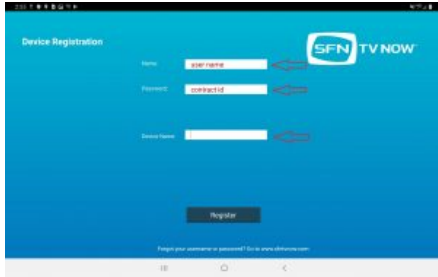 Device Registration
SFN TV NOW
Name
user name
Password
contract id
Device Name
Register
Forgot your username or password? Go to www.sfntvnow.com